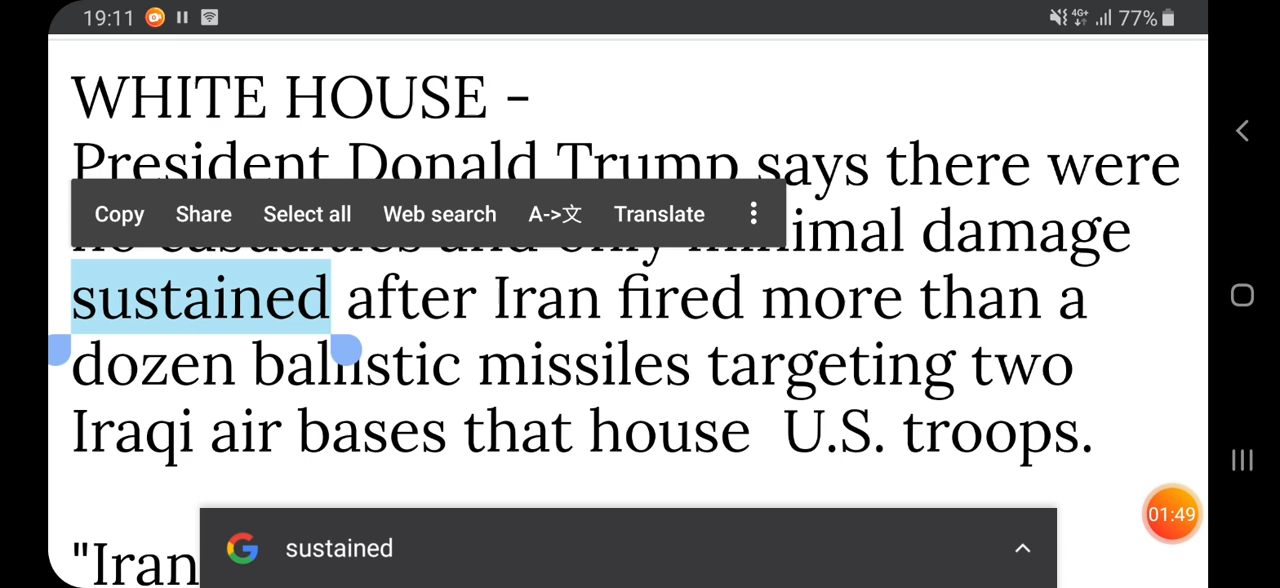 19:11 4G+ 77%
WHITE HOUSE -
President Donald Trump says there were
Copy Share Select all Web search A->文 Translate
minimal damage
sustained after Iran fired more than a
dozen ballistic missiles targeting two
Iraqi air bases that house U.S. troops.
01:49
"Iran
sustained